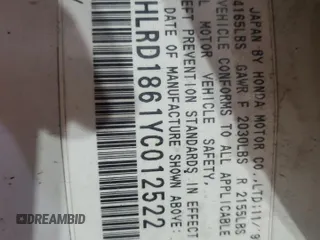 JAPAN BY HONDA MOTOR CO.,LTD.:11/
4165LBS GAWR F 2030LBS R 2155LBS
VEHICLE CONFORMS TO ALL APPLICABLE
L MOTOR VEHICLE SAFETY,
EFT PREVENTION STANDARDS IN EFFECT
DATE OF MANUFACTURE SHOWN ABOVE.
HLRD1861YC012522
DREAMBID